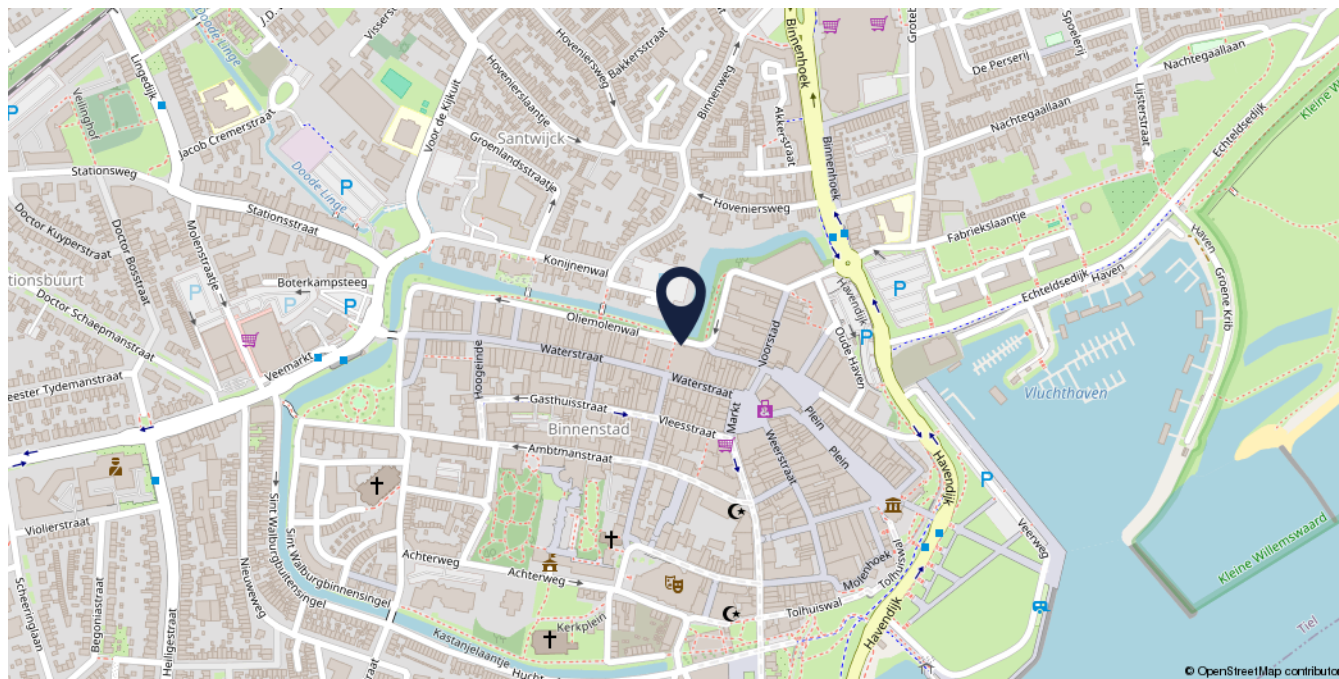 Doode Linge
J.D.
Vissers
Hoveniersweg
Bakkersstraat
Binnenhoek
De Perserij
Spoelerij
Nachtegaallaan
Lingedijk
Hovenierslaantje
Binnenweg
Kleine W
Veilinghof
P
Voor de Kijkuit
Akkerstraat
Binnenhoek
Nachtegaallaan
Lijsterstraat
Echteldsedijk
Jacob Cremerstraat
Santwijck
Groenlandsstraatje
Stationsweg
P
Doode Linge
Hoveniersweg
Doctor Kuyperstraat
Doctor Bosstraat
Molenstraatje
Stationsstraat
Fabriekslaantje
Haven
Konijnenwal
tionsbuurt
Boterkampsteeg
P
P
P
P
Echteldsedijk
Haven
Groene Krib
Doctor Schaepmanstraat
Oliemolenwal
Havendijk
P
Oude Haven
Voorstad
Veemarkt
Hoogeinde
Waterstraat
Waterstraat
eester Tydemanstraat
Vluchthaven
Gasthuisstraat
Vleesstraat
Markt
Plein
Plein
Binnenstad
Ambtmanstraat
Weerstraat
Havendijk
P
Violierstraat
Sint Walburgbuitensingel
Sint Walburgbinnensingel
Achterweg
Achterweg
Molenhoek
Tolhuiswal
Tolhuiswal
Veerweg
Kleine Willemswaard
Scheeringlaan
Begoniastraat
Heiligestraat
Nieuweweg
Kerkplein
Havendijk
Tiel
Kastanjelaantje
© OpenStreetMap contributor